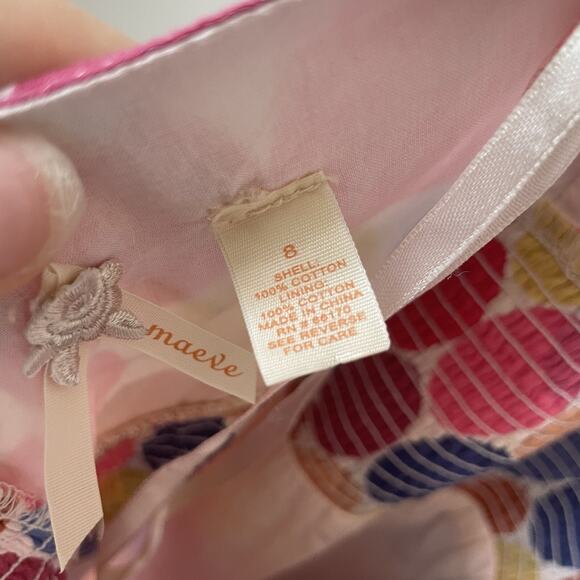 8
SHELL:
100% COTTON
LINING:
100% COTTON
MADE IN CHINA
RN #66170
SEE REVERSE
FOR CARE
maeve